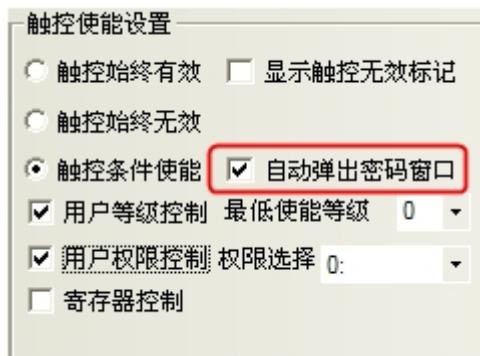 触控使能设置
触控始终有效 显示触控无效标记
触控始终无效
触控条件使能 自动弹出密码窗口
用户等级控制 最低使能等级 0
用户权限控制 权限选择 0:
寄存器控制